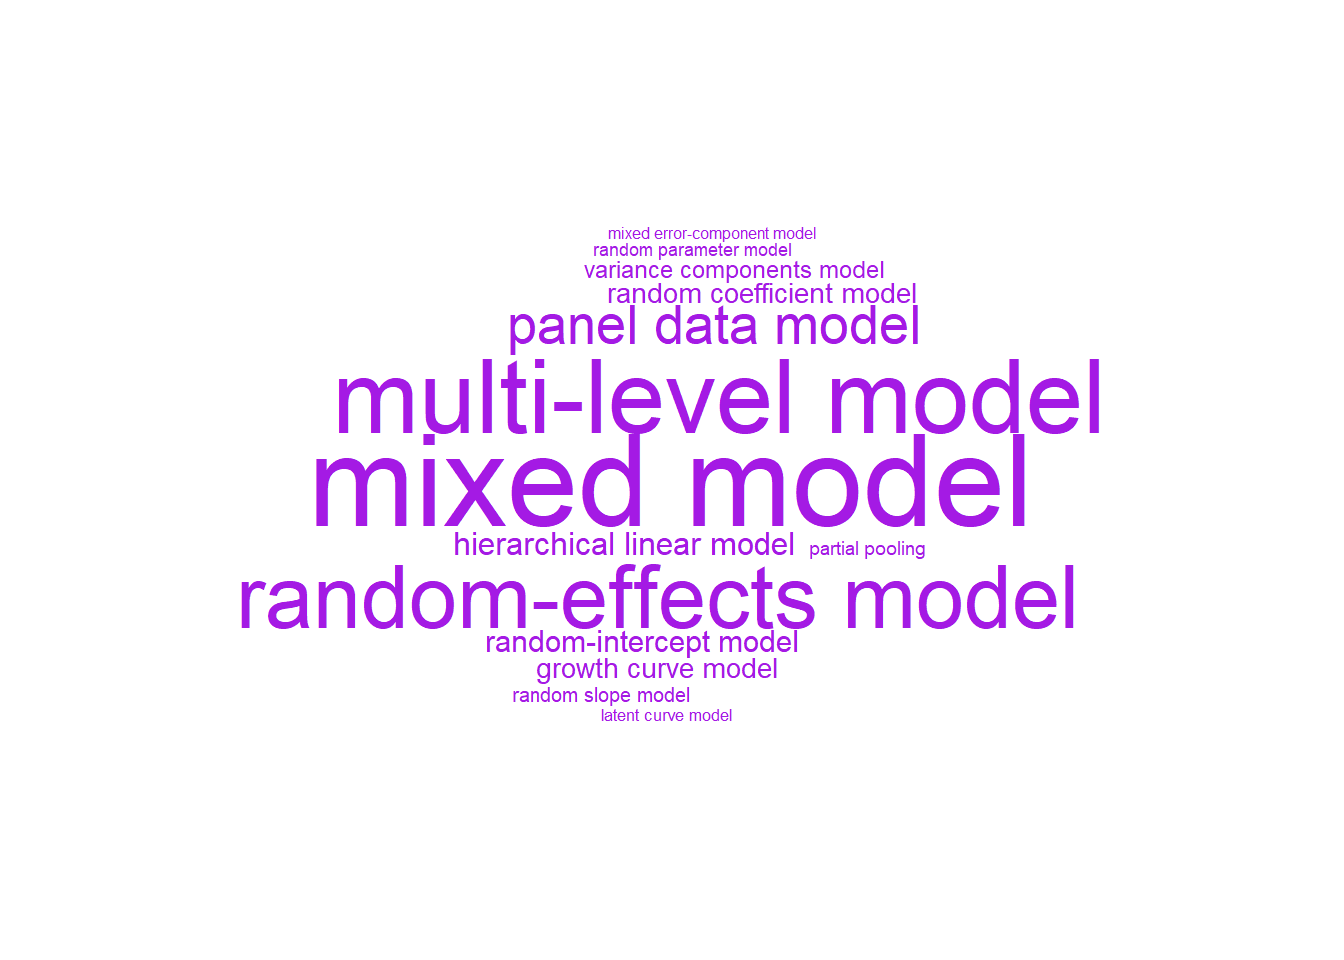 mixed error-component model
random parameter model
variance components model
random coefficient model
panel data model
multi-level model
mixed model
hierarchical linear model partial pooling
random-effects model
random-intercept model
growth curve model
random slope model
latent curve model